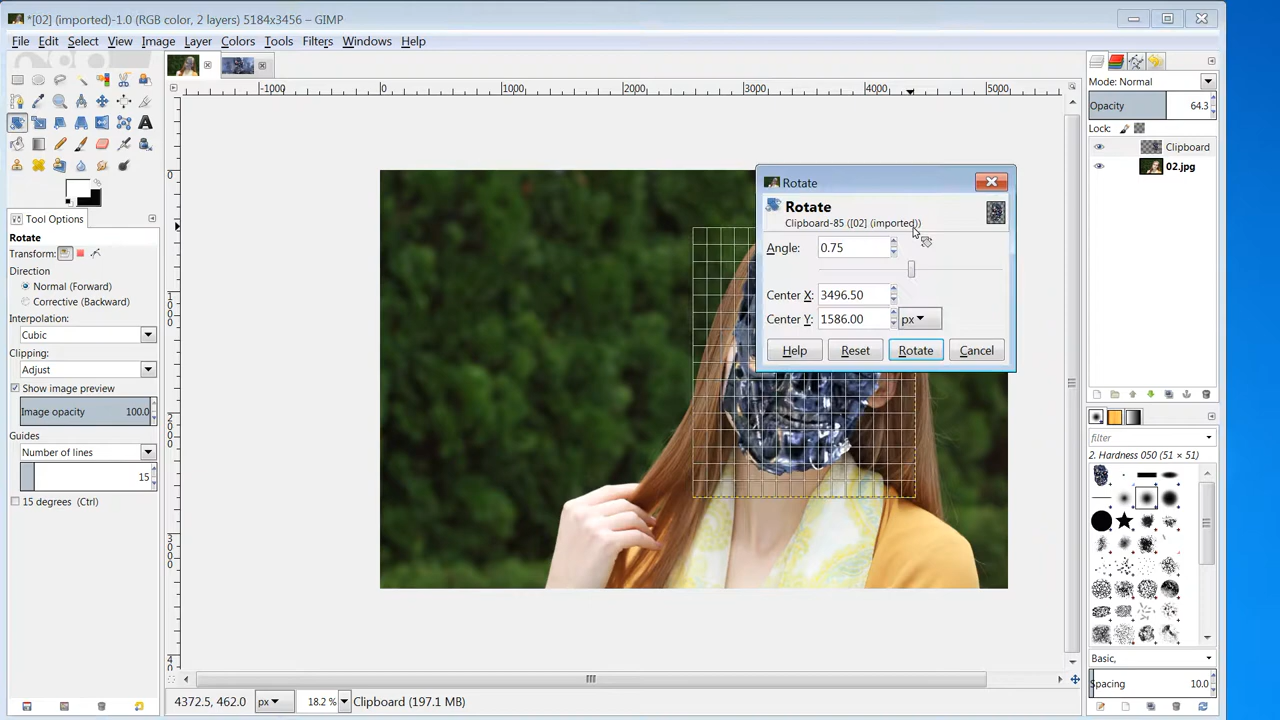 *[02] (imported)-1.0 (RGB color, 2 layers) 5184x3456 – GIMP
File Edit Select View Image Layer Colors Tools Filters Windows Help
Mode: Normal
Opacity 64.3
Lock:
Clipboard
02.jpg
-1000 0 1000 2000 3000 4000 5000
0
1000
2000
3000
Tool Options
Rotate
Transform:
Direction
Normal (Forward)
Corrective (Backward)
Interpolation:
Cubic
Clipping:
Adjust
Show image preview
Image opacity 100.0
Guides
Number of lines
15
15 degrees (Ctrl)
Rotate
Rotate
Clipboard-85 ([02] (imported))
Angle: 0.75
Center X: 3496.50
Center Y: 1586.00 px
Help Reset Rotate Cancel
filter
2. Hardness 050 (51 × 51)
Basic,
Spacing 10.0
4372.5, 462.0 px 18.2 % Clipboard (197.1 MB)